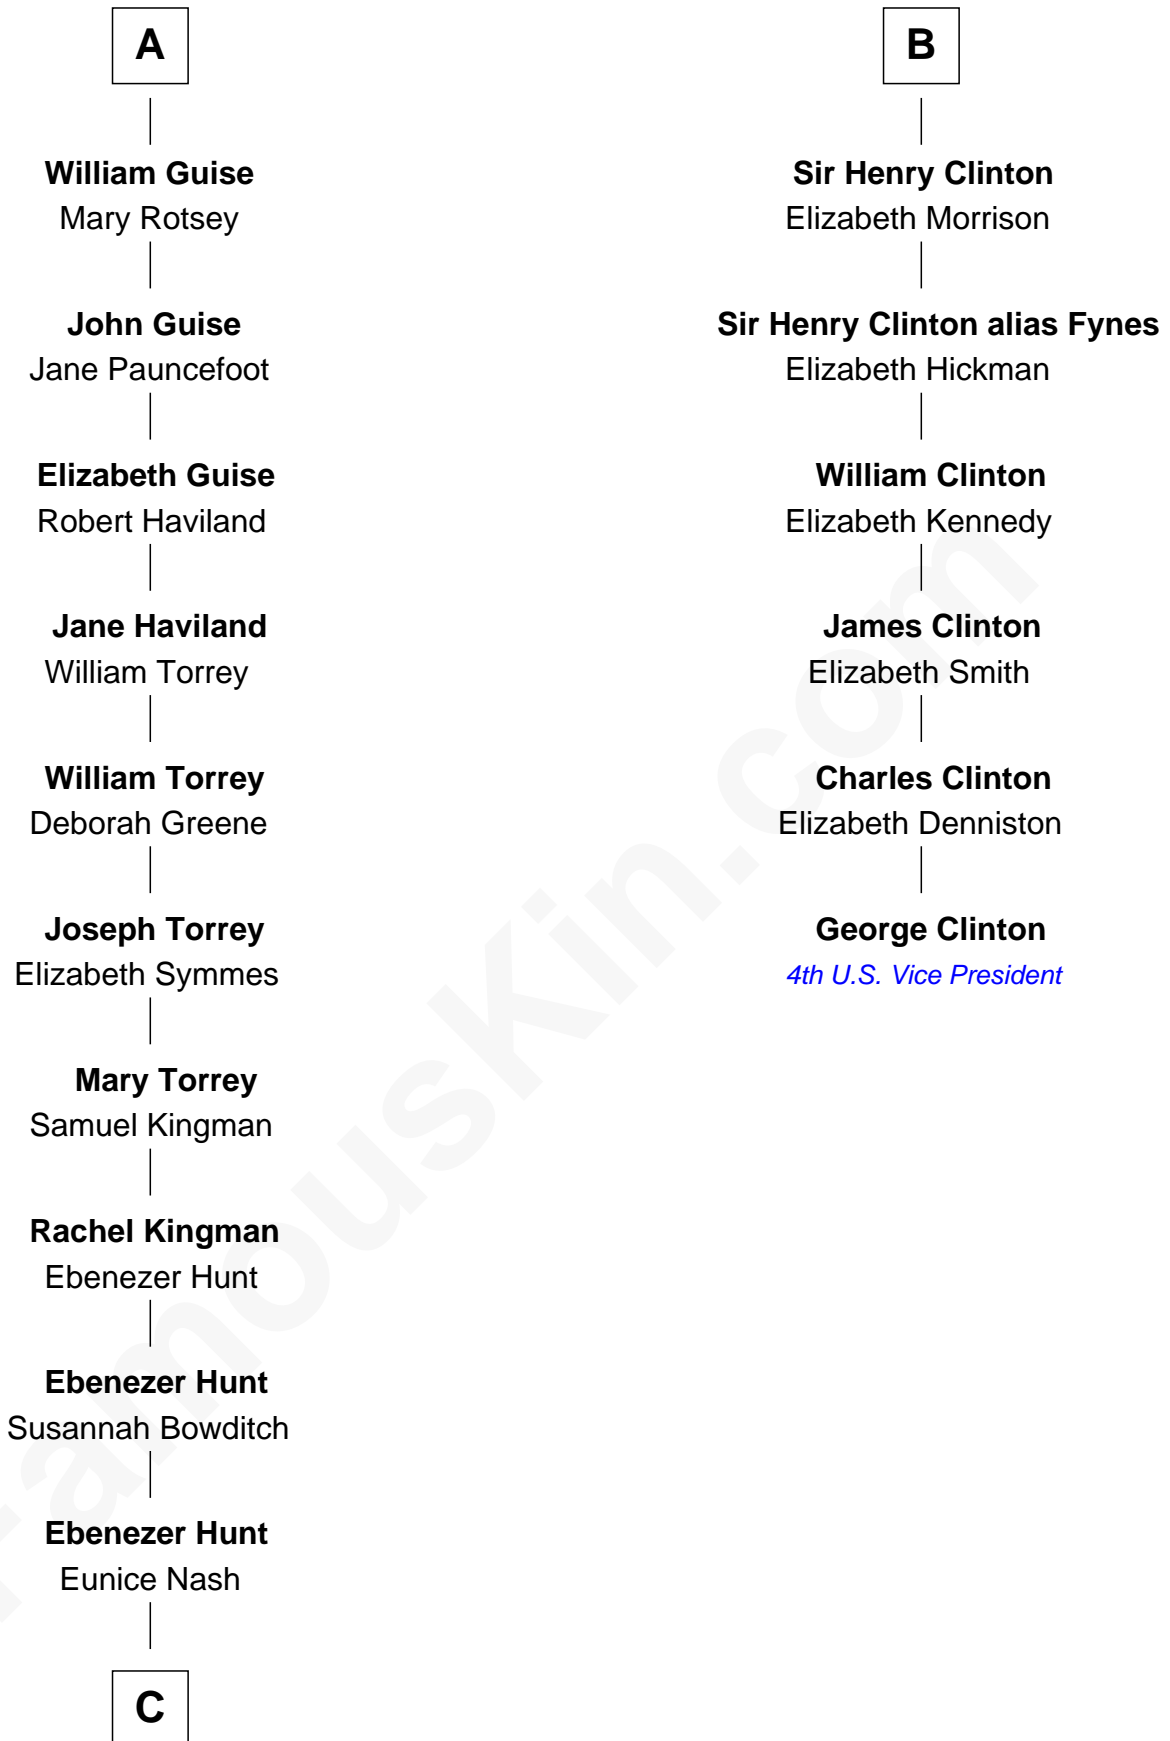 A
William Guise
Mary Rotsey
John Guise
Jane Pauncefoot
Elizabeth Guise
Robert Haviland
Jane Haviland
William Torrey
William Torrey
Deborah Greene
Joseph Torrey
Elizabeth Symmes
Mary Torrey
Samuel Kingman
Rachel Kingman
Ebenezer Hunt
Ebenezer Hunt
Susannah Bowditch
Ebenezer Hunt
Eunice Nash
C
B
Sir Henry Clinton
Elizabeth Morrison
Sir Henry Clinton alias Fynes
Elizabeth Hickman
William Clinton
Elizabeth Kennedy
James Clinton
Elizabeth Smith
Charles Clinton
Elizabeth Denniston
George Clinton
4th U.S. Vice President
FamousKin.com